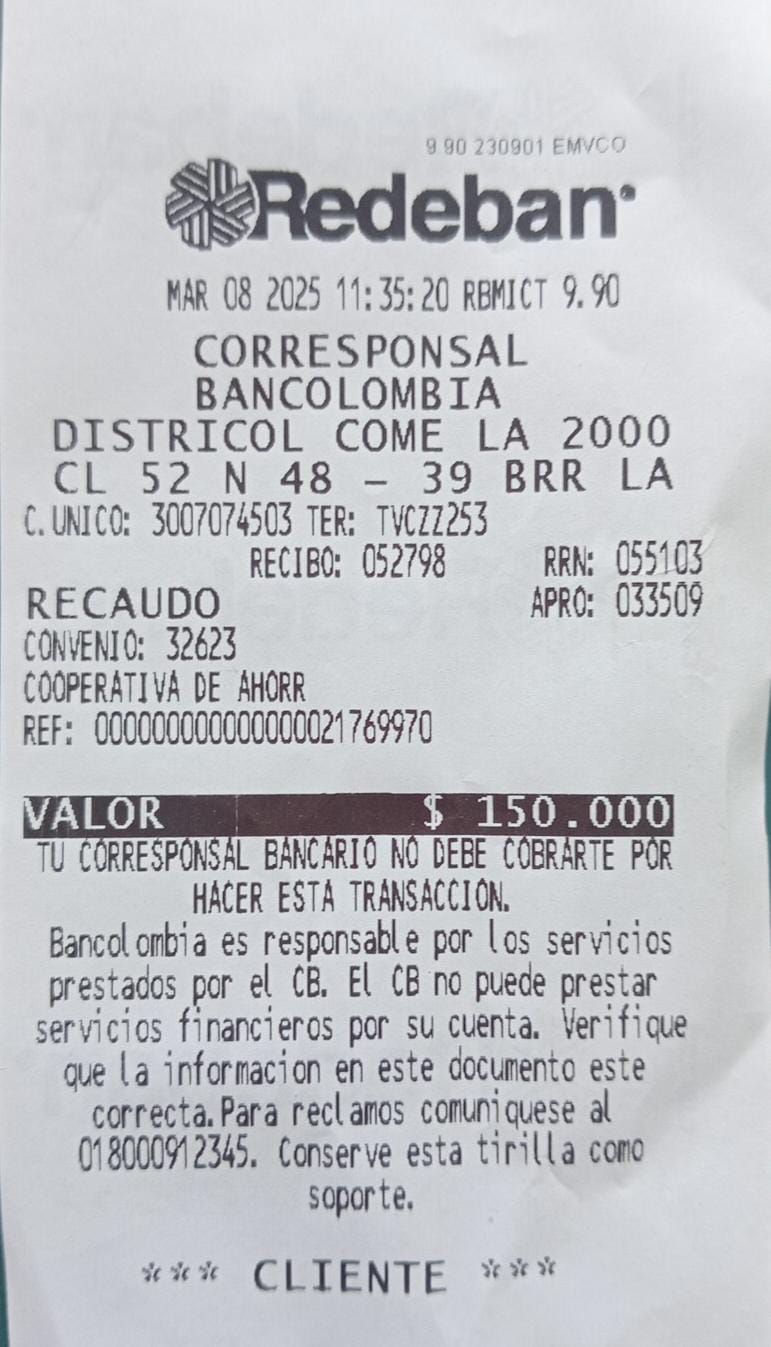 9.90 230901 EMVCO
Redeban
MAR 08 2025 11:35:20 RBMICT 9.90
CORRESPONSAL
BANCOLOMBIA
DISTRICOL COME LA 2000
CL 52 N 48 - 39 BRR LA
C.UNICO: 3007074503 TER: TVCZZ253
RECIBO: 052798 RRN: 055103
RECAUDO APRO: 033509
CONVENIO: 32623
COOPERATIVA DE AHORR
REF: 0000000000000000021769970
VALOR $ 150.000
TU CORRESPONSAL BANCARIO NO DEBE COBRARTE POR
HACER ESTA TRANSACCION.
Bancolombia es responsable por los servicios
prestados por el CB. El CB no puede prestar
servicios financieros por su cuenta. Verifique
que la informacion en este documento este
correcta.Para reclamos comuniquese al
018000912345. Conserve esta tirilla como
soporte.
*** CLIENTE ***